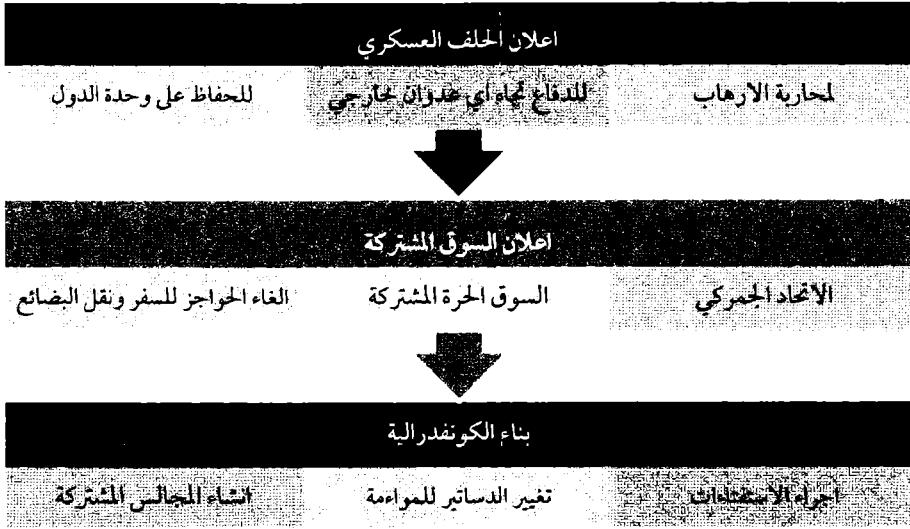 اعلان الحلف العسكري
لمحاربة الارهاب
للدفاع تجاه أي عدوان خارجي
للحفاظ على وحدة الدول
اعلان السوق المشتركة
الاتحاد الجمركي
السوق الحرة المشتركة
الغاء الحواجز للسفر ونقل البضائع
بناء الكونفدرالية
اجراء الاستفتاءات
تغيير الدساتير للمواءمة
انشاء المجالس المشتركة